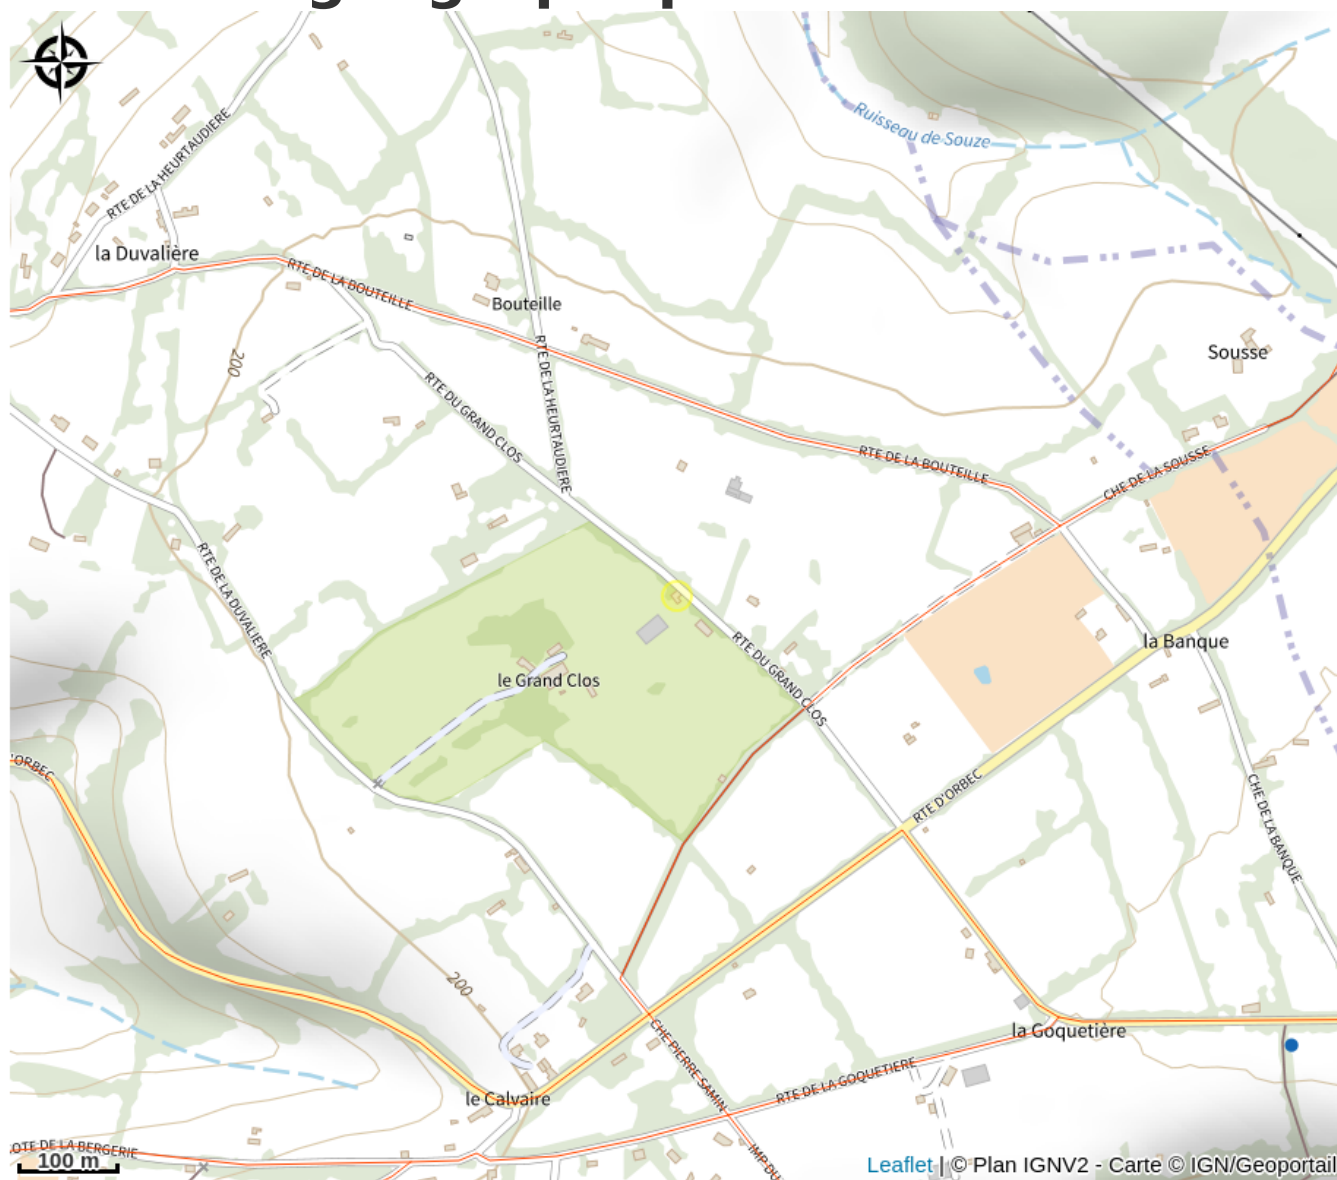 Ruisseau de Souze
RTE DE LA HEURTAUDIERE
la Duvalière
RTE DE LA BOUTEILLE
Bouteille
200
RTE DE LA HEURTAUDIERE
Sousse
RTE DU GRAND CLOS
RTE DE LA BOUTEILLE
CHE DE LA SOUSSE
RTE DE LA DUVALIERE
RTE DU GRAND CLOS
la Banque
le Grand Clos
'ORBEC
RTE D'ORBEC
CHE DE LA BANQUE
200
CHE PIERRE SAMIN
la Goquetière
RTE DE LA GOQUETIERE
le Calvaire
OTE DE LA BERGERIE
IMP DU
100 m
Leaflet | © Plan IGNV2 - Carte © IGN/Geoportail